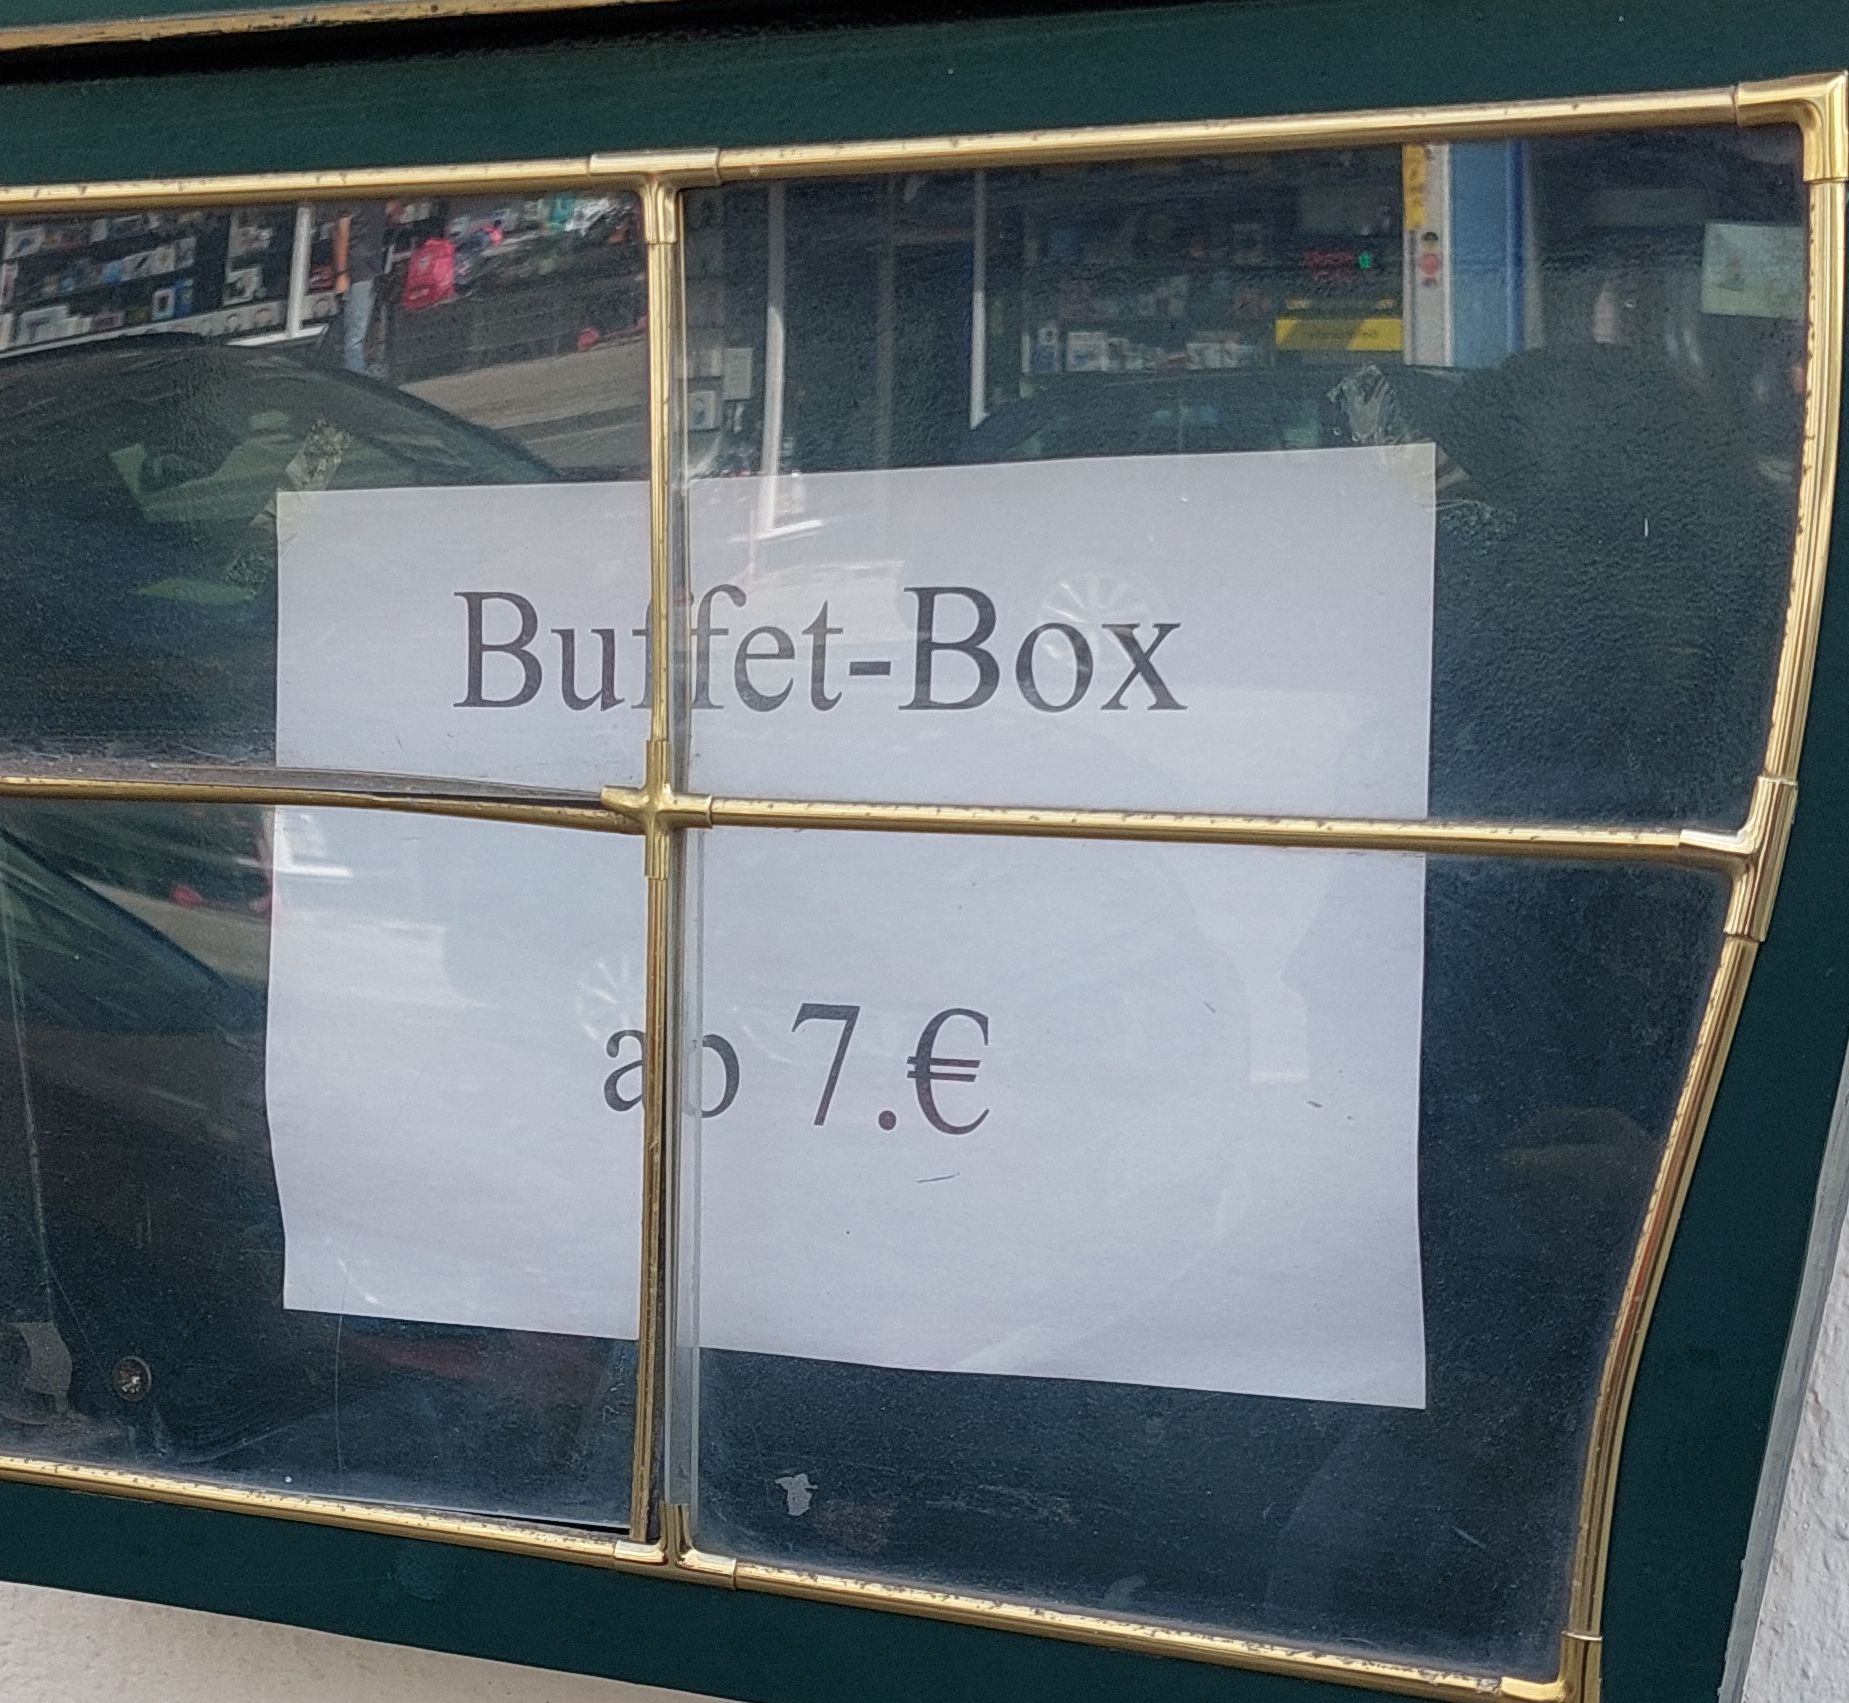 Buffet-Box
ab 7.€